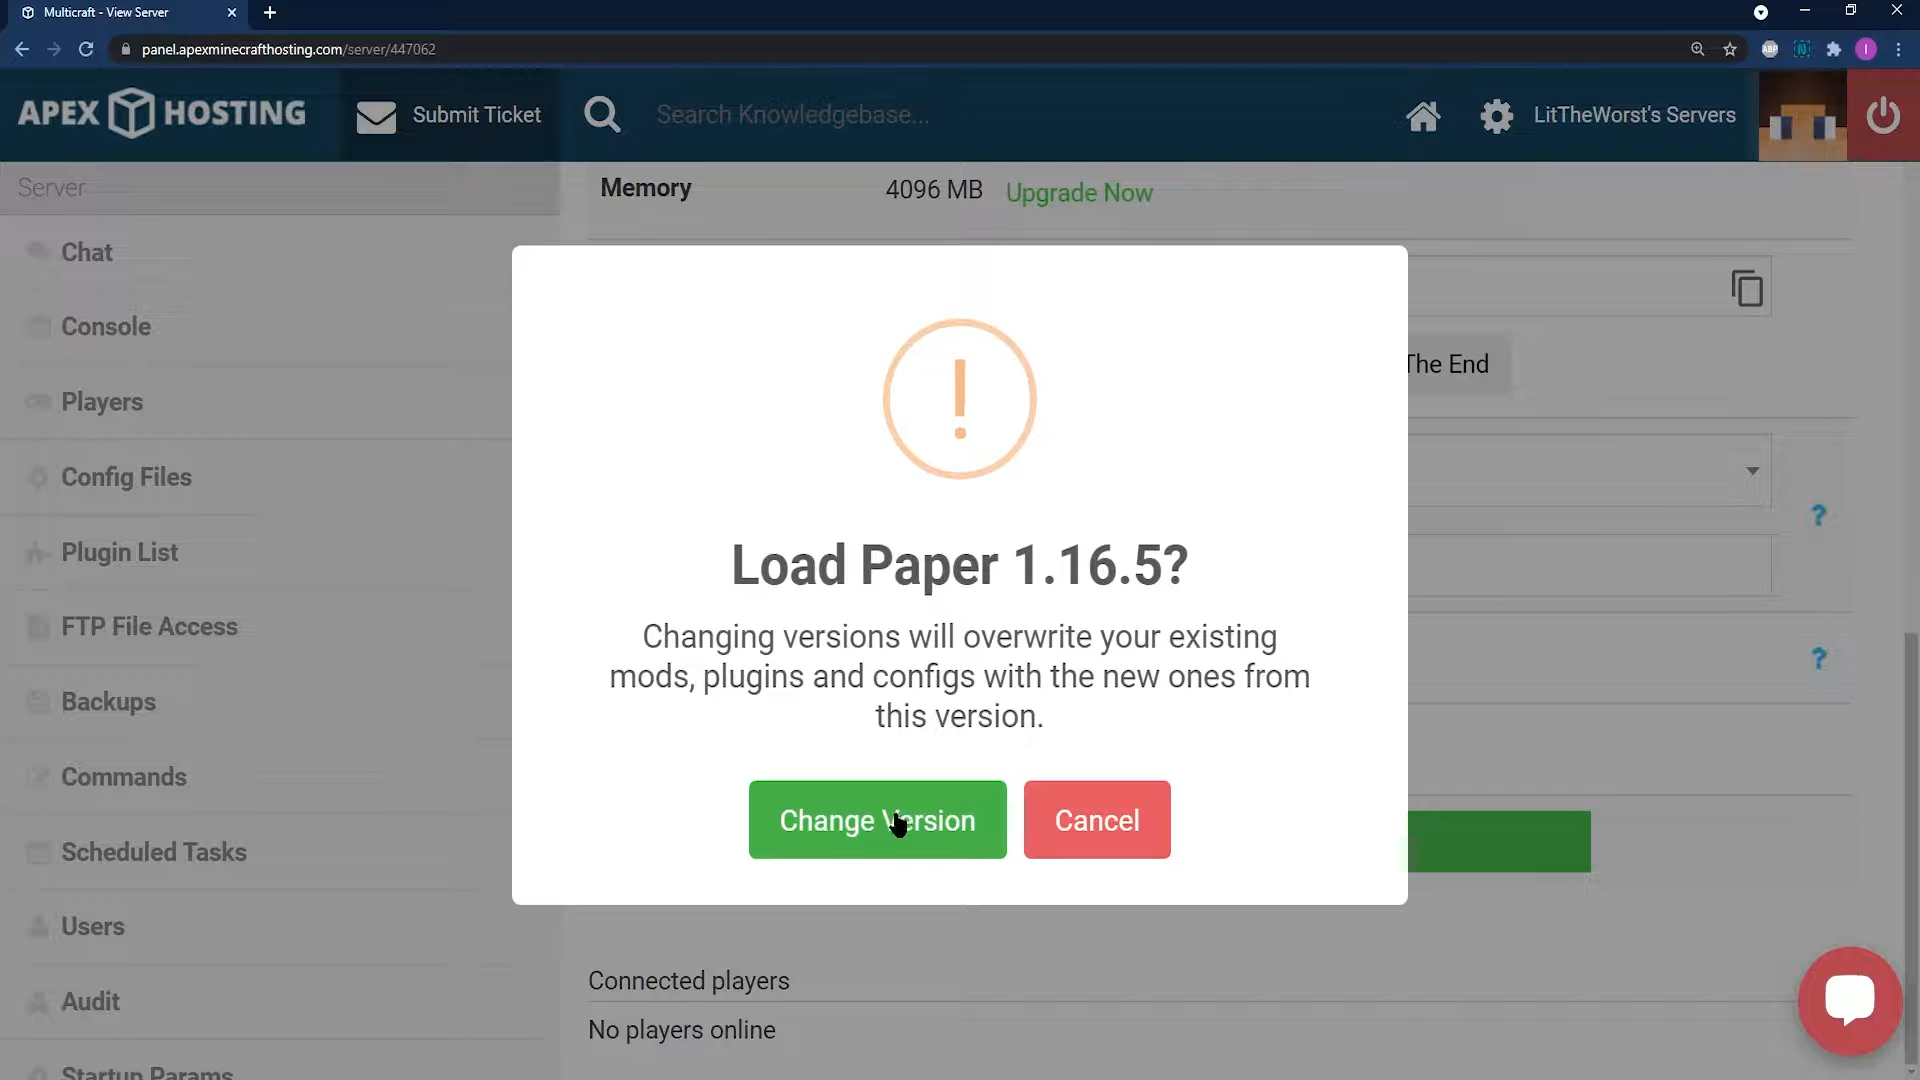 Multicraft - View Server
panel.apexminecrafthosting.com/server/447062
ABP
N
I
APEX HOSTING
Submit Ticket
Search Knowledgebase...
LitTheWorst's Servers
Server
Memory
4096 MB
Upgrade Now
Chat
Console
Players
Config Files
Plugin List
FTP File Access
Backups
Commands
Scheduled Tasks
Users
Audit
Startup Params
The End
?
?
!
Load Paper 1.16.5?
Changing versions will overwrite your existing
mods, plugins and configs with the new ones from
this version.
Change Version
Cancel
Connected players
No players online